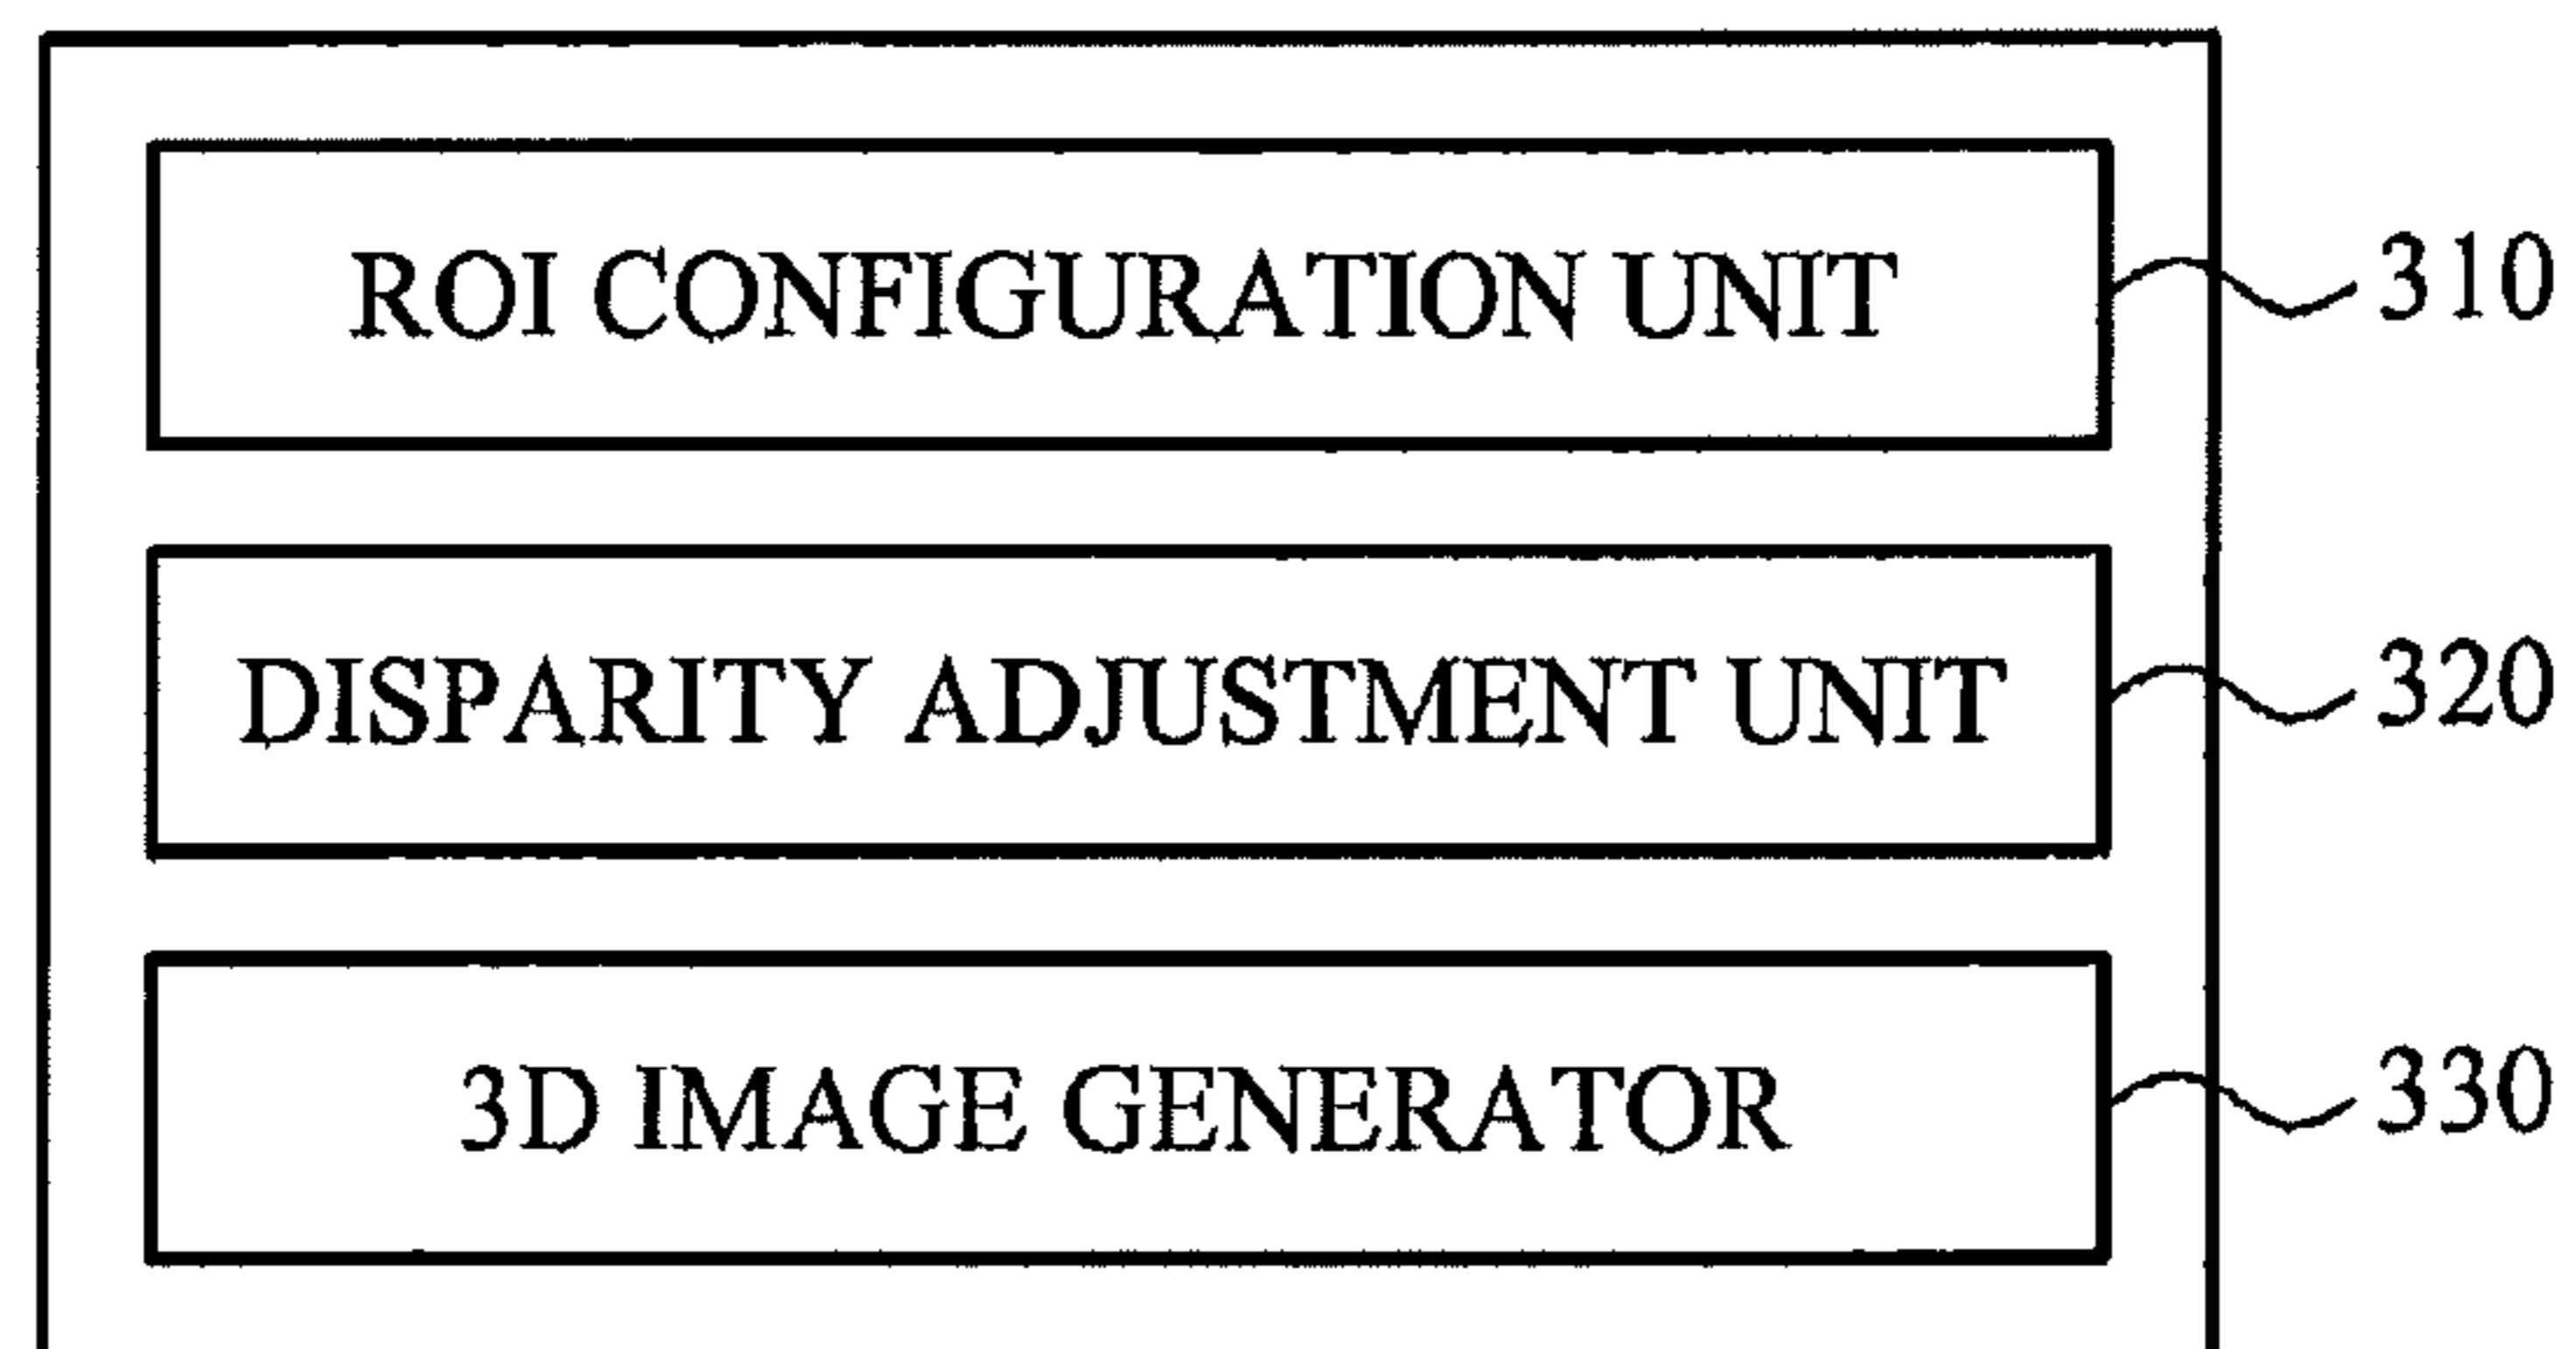 ROI CONFIGURATION UNIT 310
DISPARITY ADJUSTMENT UNIT 320
3D IMAGE GENERATOR 330